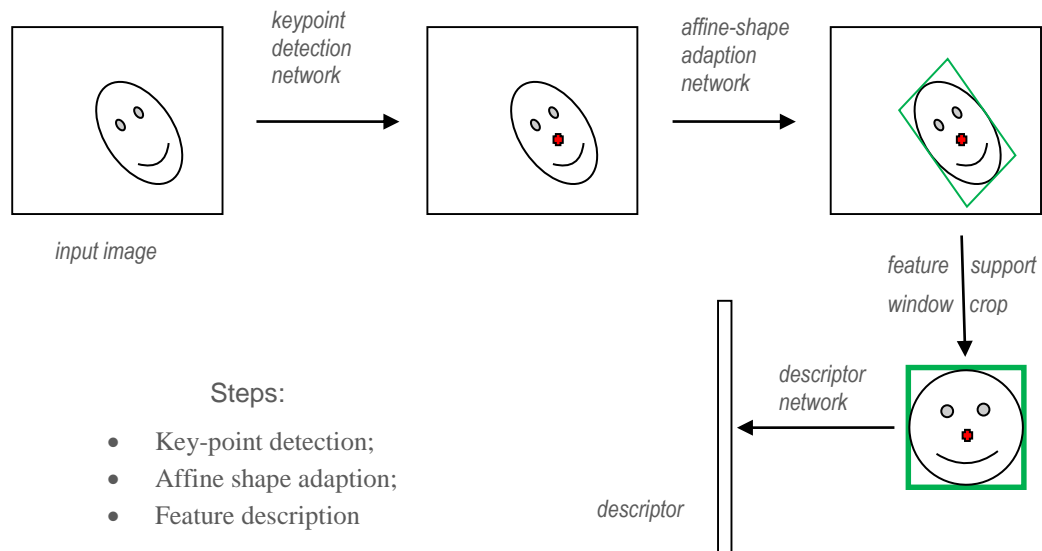 keypoint
detection
network
affine-shape
adaption
network
input image
feature support
window crop
descriptor
network
Steps:
• Key-point detection;
• Affine shape adaption;
• Feature description
descriptor